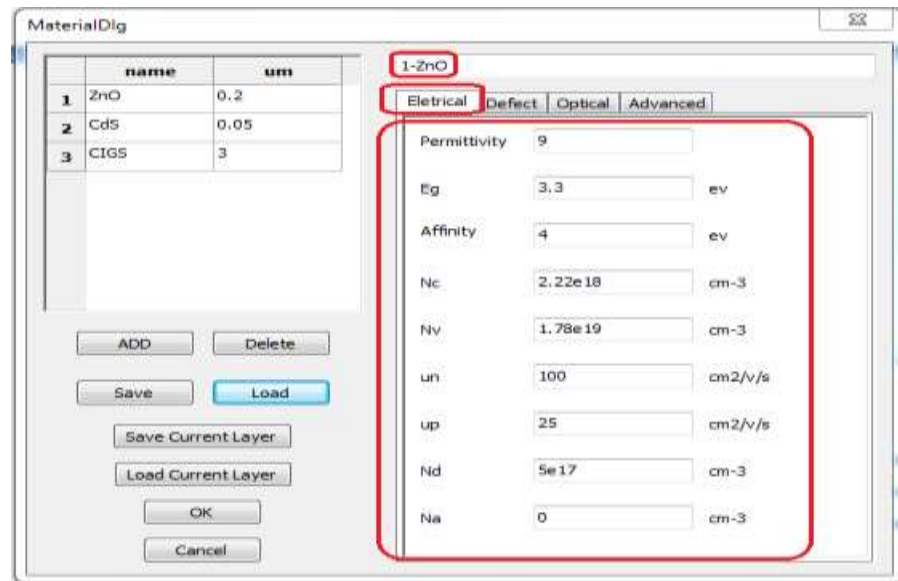 MaterialDlg
name um
1 ZnO 0.2
2 CdS 0.05
3 CIGS 3
ADD Delete
Save Load
Save Current Layer
Load Current Layer
OK
Cancel
1-ZnO
Eletrical Defect Optical Advanced
Permittivity 9
Eg 3.3 ev
Affinity 4 ev
Nc 2.22e18 cm-3
Nv 1.78e19 cm-3
un 100 cm2/v/s
up 25 cm2/v/s
Nd 5e17 cm-3
Na 0 cm-3